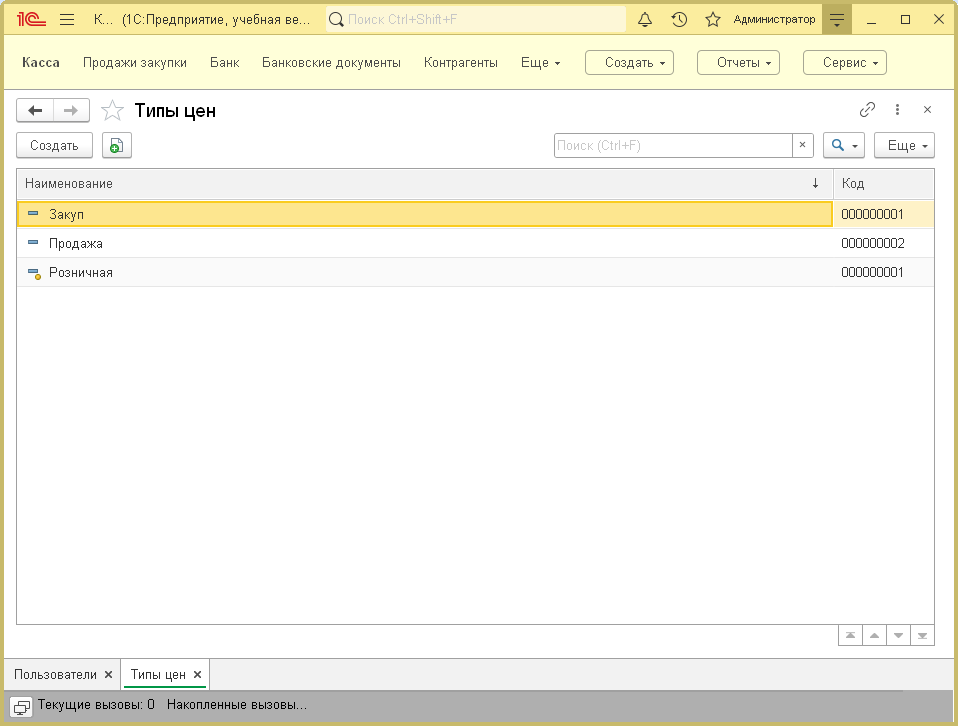 1С К... (1С:Предприятие, учебная ве... Поиск Ctrl+Shift+F Администратор
Касса Продажи закупки Банк Банковские документы Контрагенты Еще Создать Отчеты Сервис
Типы цен
Создать Поиск (Ctrl+F) × Еще
Наименование ↓ Код
Закуп 000000001
Продажа 000000002
Розничная 000000001
Пользователи × Типы цен ×
Текущие вызовы: 0 Накопленные вызовы...